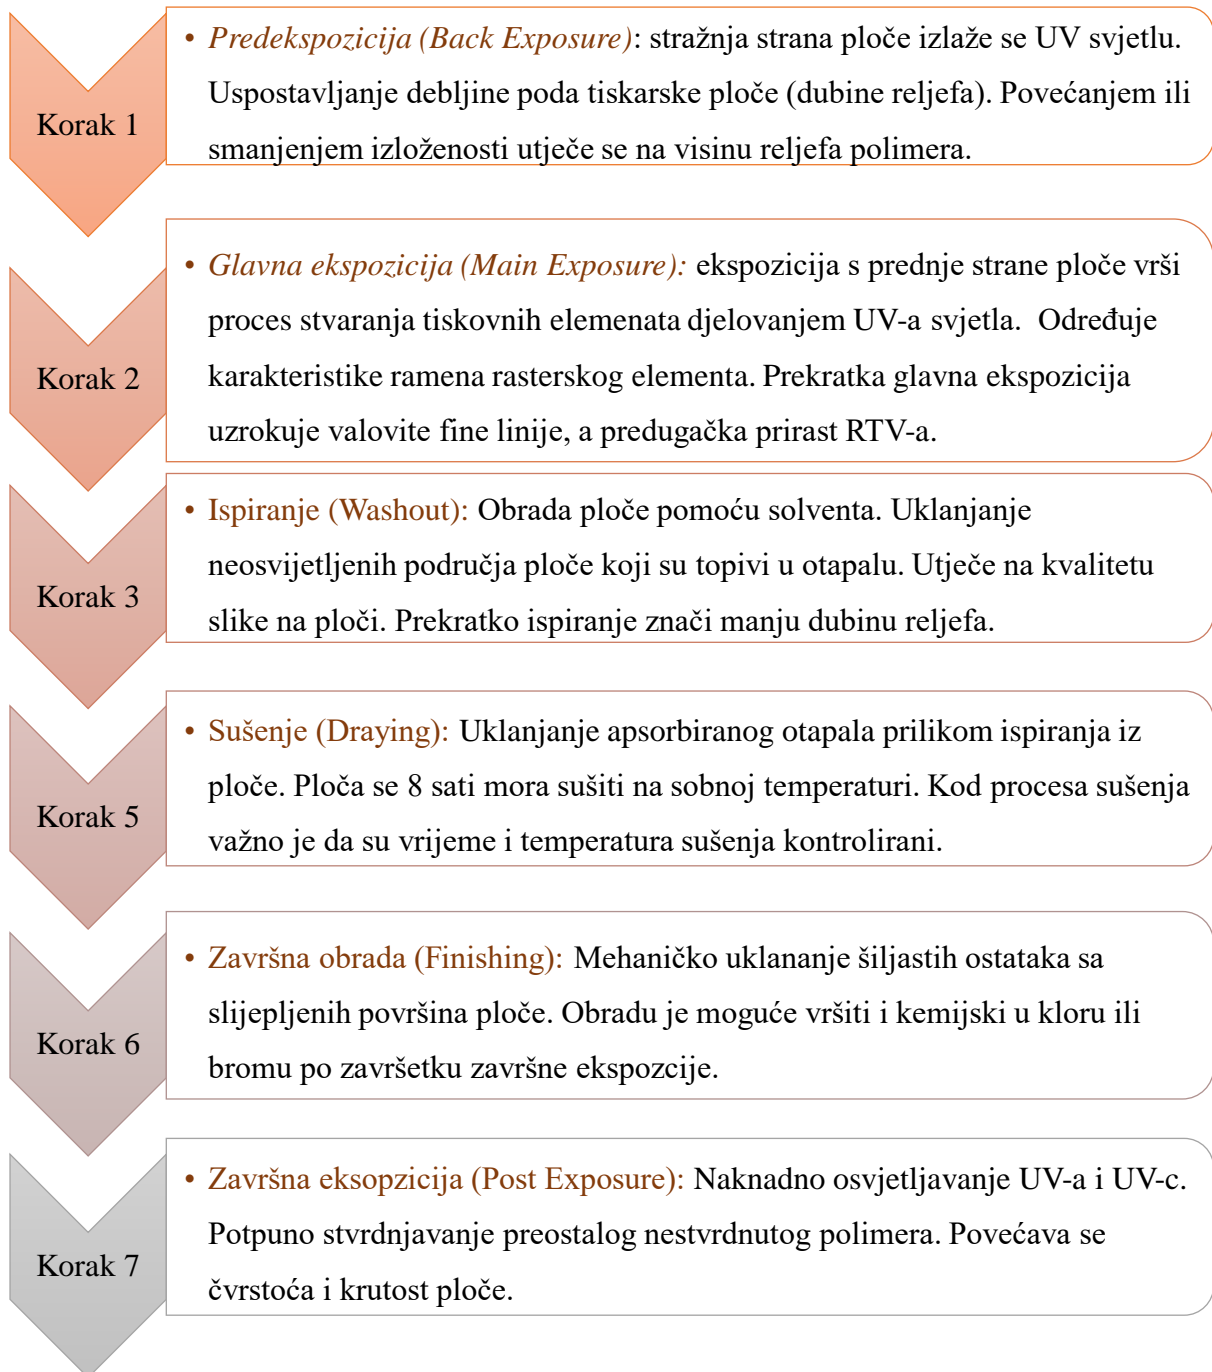 Korak 1
• Predekspozicija (Back Exposure): stražnja strana ploče izlaže se UV svjetlu.
Uspostavljanje debljine poda tiskarske ploče (dubine reljefa). Povećanjem ili
smanjenjem izloženosti utječe se na visinu reljefa polimera.
Korak 2
• Glavna ekspozicija (Main Exposure): ekspozicija s prednje strane ploče vrši
proces stvaranja tiskovnih elemenata djelovanjem UV-a svjetla. Određuje
karakteristike ramena rasterskog elementa. Prekratka glavna ekspozicija
uzrokuje valovite fine linije, a predugačka prirast RTV-a.
Korak 3
• Ispiranje (Washout): Obrada ploče pomoću solventa. Uklanjanje
neosvijetljenih područja ploče koji su topivi u otapalu. Utječe na kvalitetu
slike na ploči. Prekratko ispiranje znači manju dubinu reljefa.
Korak 5
• Sušenje (Draying): Uklanjanje apsorbiranog otapala prilikom ispiranja iz
ploče. Ploča se 8 sati mora sušiti na sobnoj temperaturi. Kod procesa sušenja
važno je da su vrijeme i temperatura sušenja kontrolirani.
Korak 6
• Završna obrada (Finishing): Mehaničko uklananje šiljastih ostataka sa
slijepljenih površina ploče. Obradu je moguće vršiti i kemijski u kloru ili
bromu po završetku završne ekspozcije.
Korak 7
• Završna eksopzicija (Post Exposure): Naknadno osvjetljavanje UV-a i UV-c.
Potpuno stvrdnjavanje preostalog nestvrdnutog polimera. Povećava se
čvrstoća i krutost ploče.